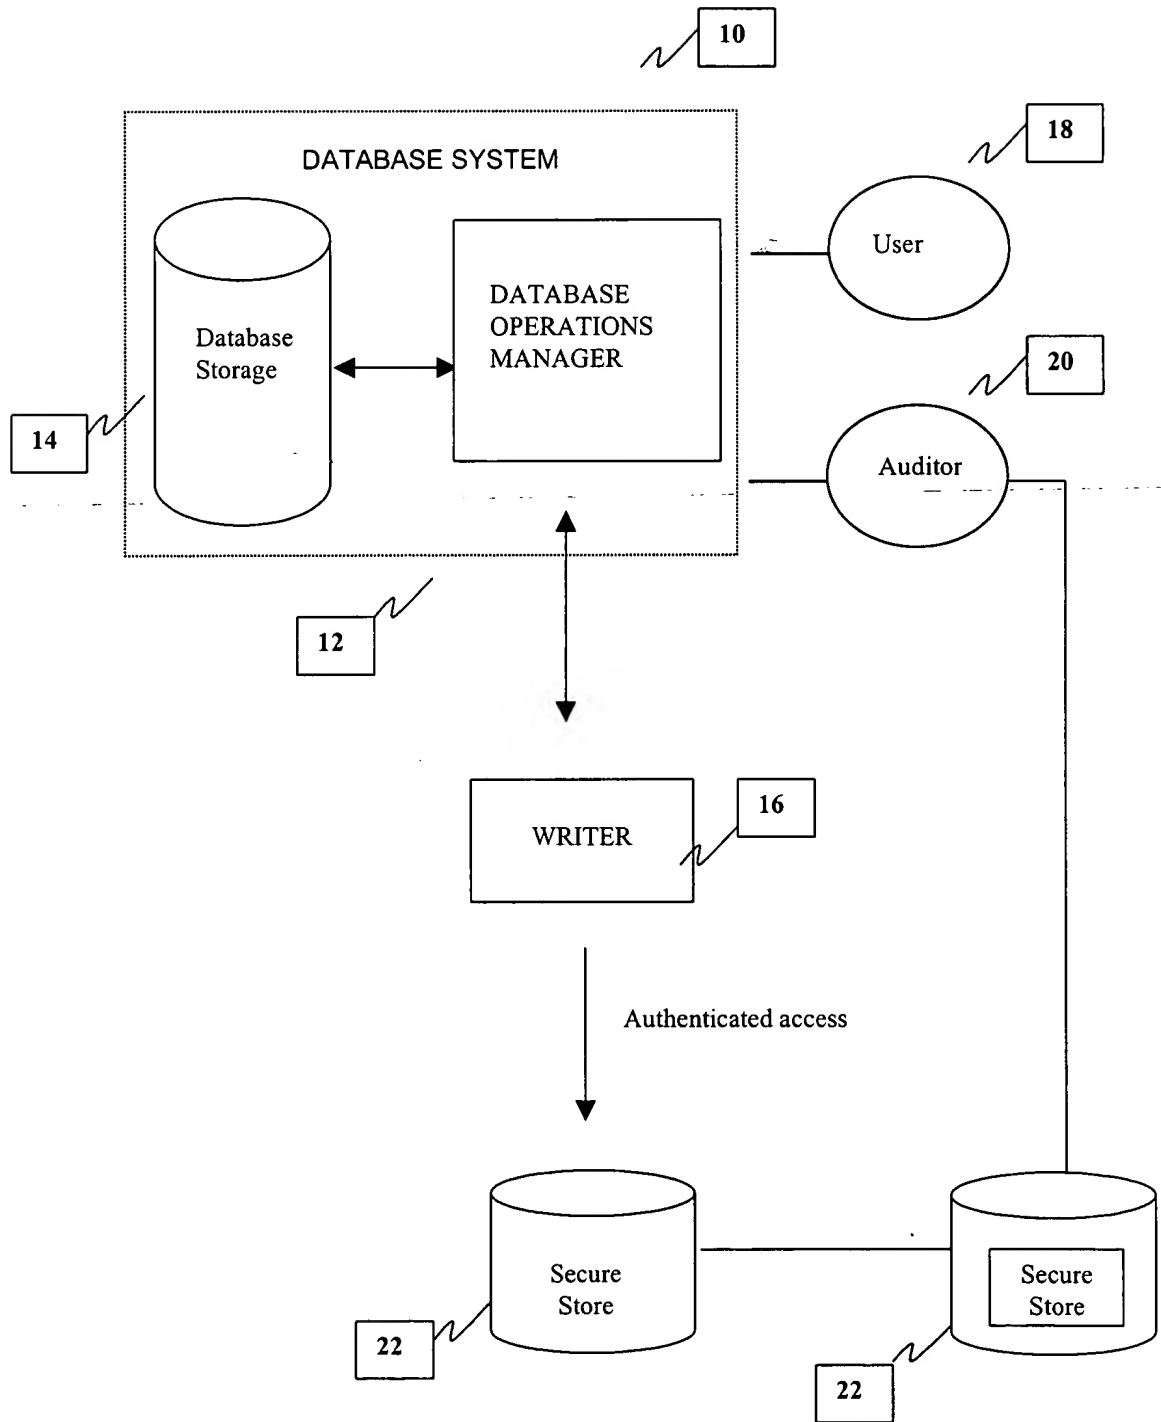 10
18
DATABASE SYSTEM
User
DATABASE
OPERATIONS
MANAGER
Database
Storage
20
14
Auditor
12
16
WRITER
Authenticated access
Secure
Store
Secure
Store
22
22